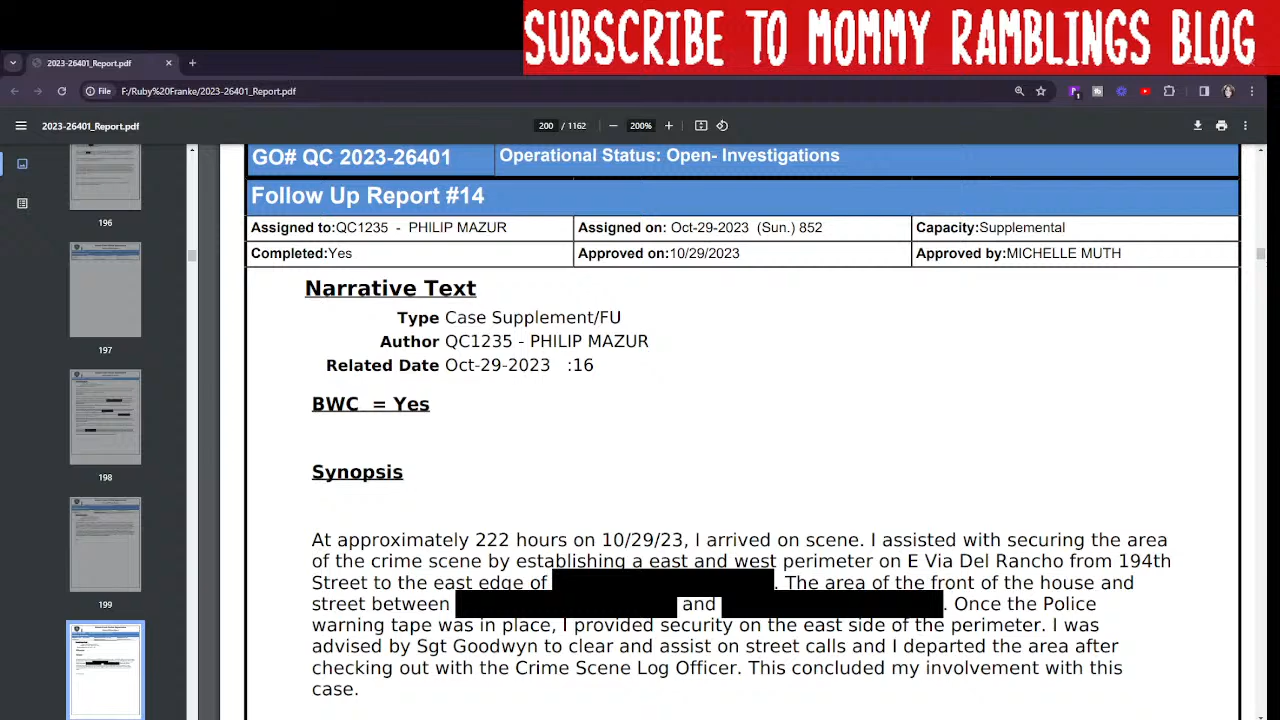 SUBSCRIBE TO MOMMY RAMBLINGS BLOG
2023-26401_Report.pdf
File F:/Ruby%20Franke/2023-26401_Report.pdf
2023-26401_Report.pdf 200 / 1162 200%
GO# QC 2023-26401 Operational Status: Open- Investigations
Follow Up Report #14
Assigned to:QC1235 - PHILIP MAZUR Assigned on: Oct-29-2023 (Sun.) 852 Capacity:Supplemental
Completed:Yes Approved on:10/29/2023 Approved by:MICHELLE MUTH
Narrative Text
Type Case Supplement/FU
Author QC1235 - PHILIP MAZUR
Related Date Oct-29-2023 :16
BWC = Yes
Synopsis
At approximately 222 hours on 10/29/23, I arrived on scene. I assisted with securing the area
of the crime scene by establishing a east and west perimeter on E Via Del Rancho from 194th
Street to the east edge of . The area of the front of the house and
street between and . Once the Police
warning tape was in place, I provided security on the east side of the perimeter. I was
advised by Sgt Goodwyn to clear and assist on street calls and I departed the area after
checking out with the Crime Scene Log Officer. This concluded my involvement with this
case.
196
197
198
199